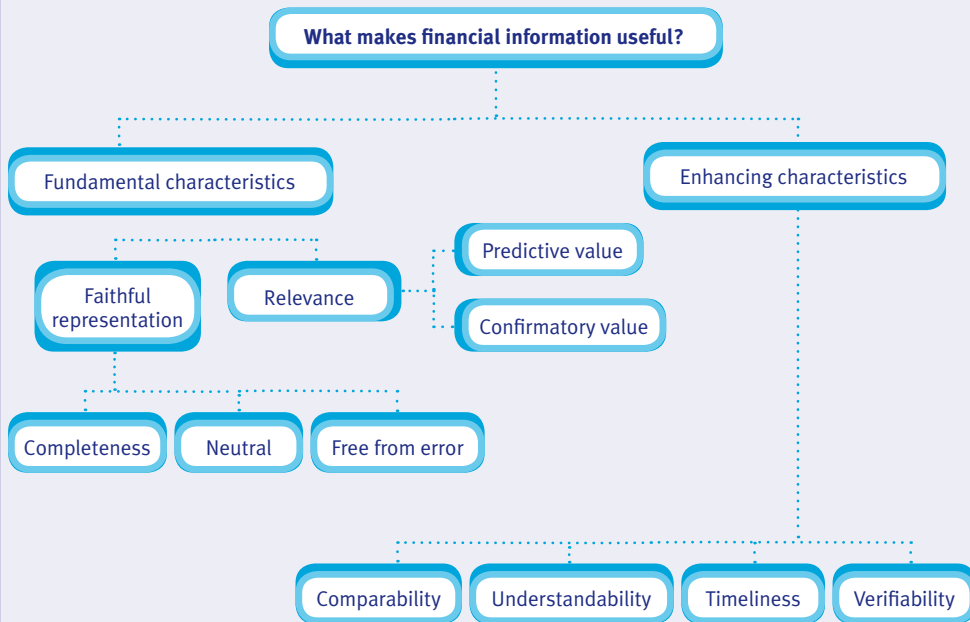 What makes financial information useful?
Fundamental characteristics
Enhancing characteristics
Faithful
representation
Relevance
Predictive value
Confirmatory value
Completeness
Neutral
Free from error
Comparability
Understandability
Timeliness
Verifiability